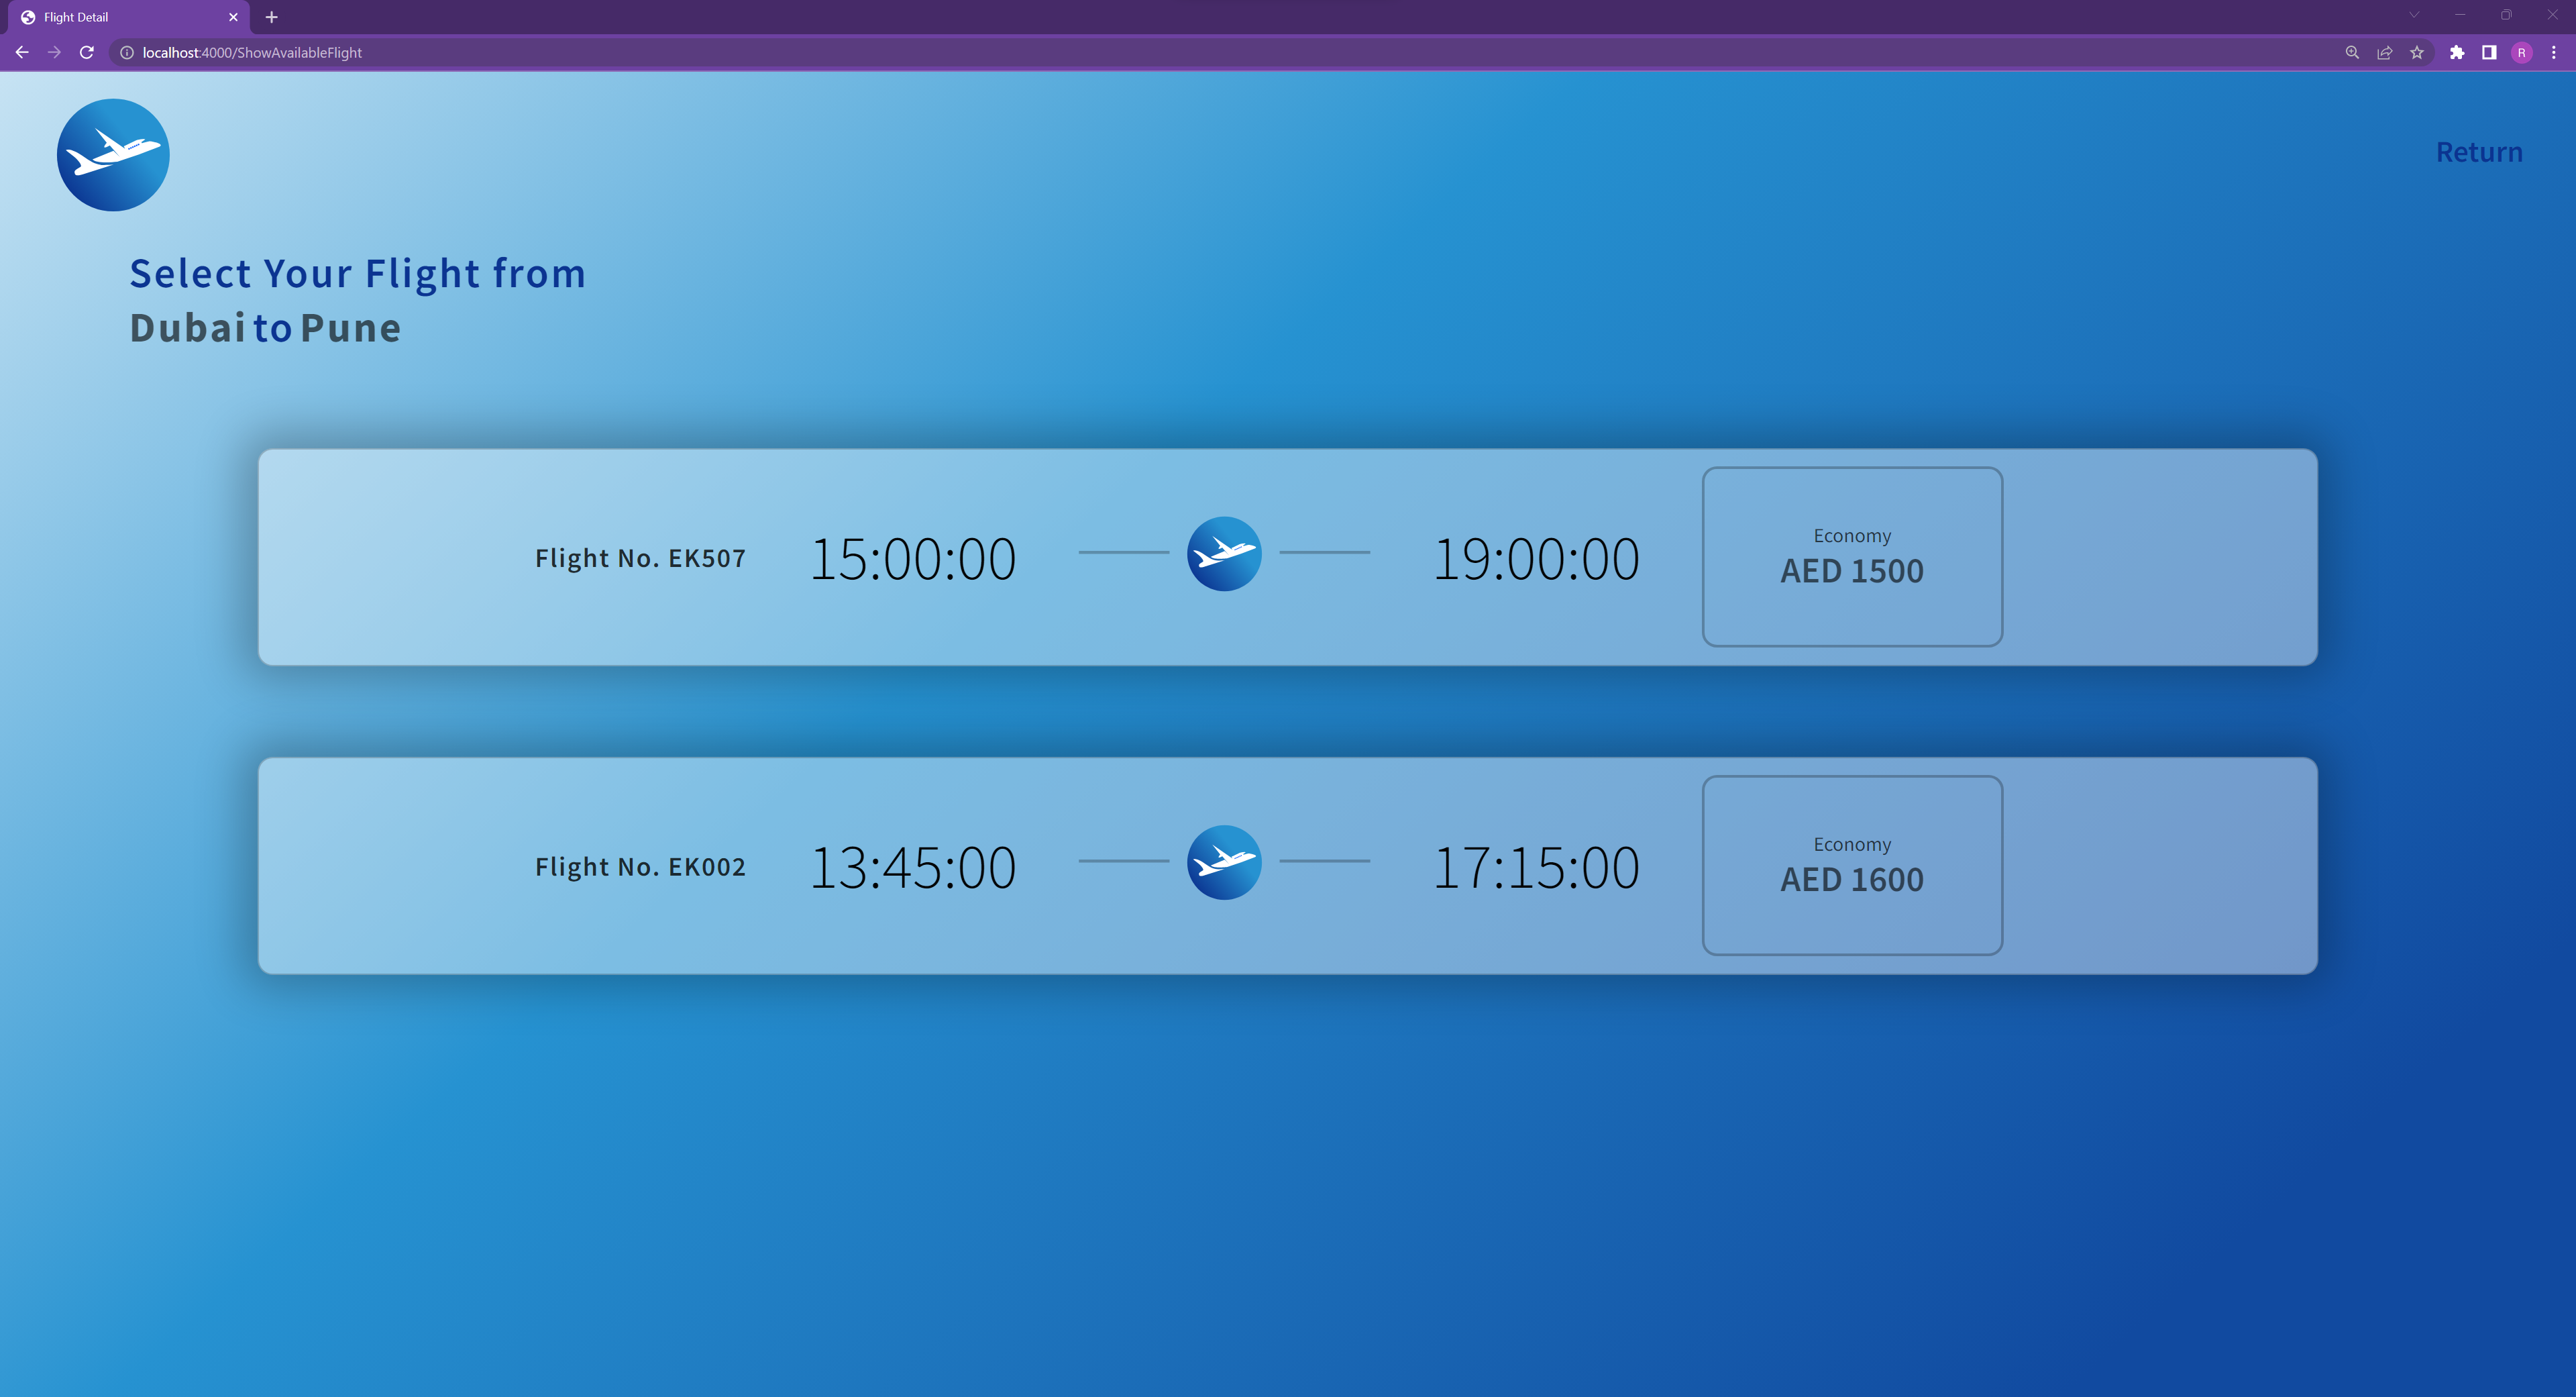 Flight Detail
localhost:4000/ShowAvailableFlight
R
Return
Select Your Flight from
Dubai to Pune
Flight No. EK507 15:00:00 19:00:00
Economy
AED 1500
Flight No. EK002 13:45:00 17:15:00
Economy
AED 1600